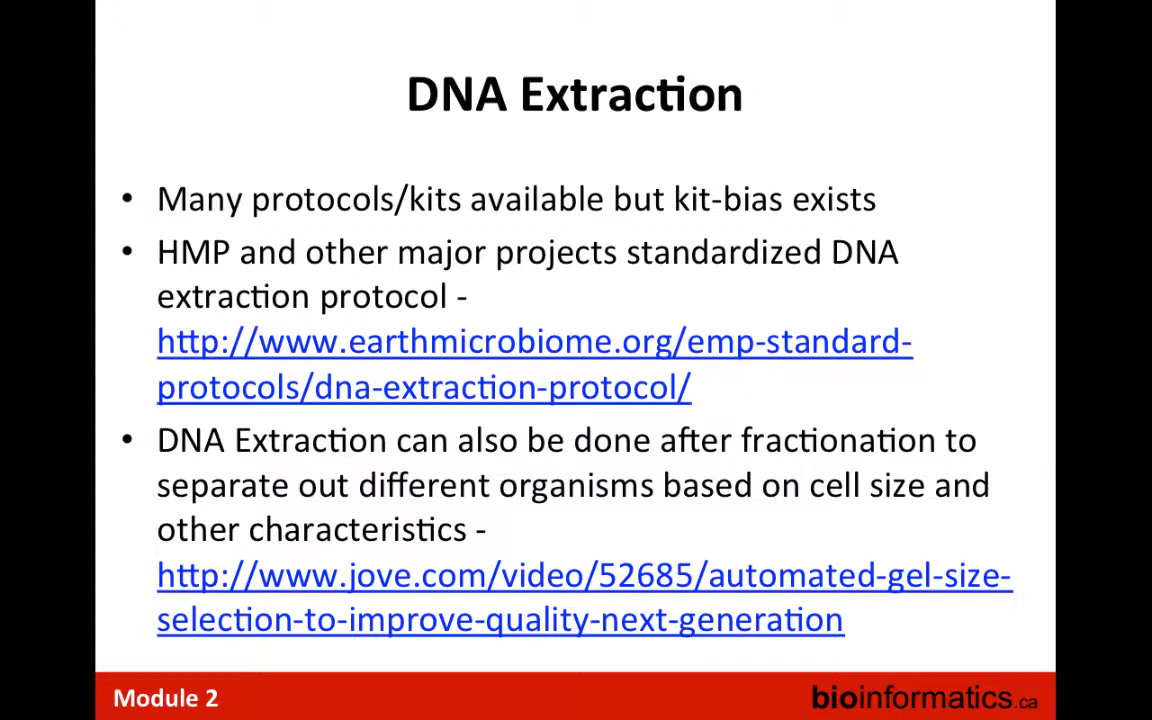 DNA Extraction
• Many protocols/kits available but kit-bias exists
• HMP and other major projects standardized DNA
extraction protocol -
http://www.earthmicrobiome.org/emp-standard-
protocols/dna-extraction-protocol/
• DNA Extraction can also be done after fractionation to
separate out different organisms based on cell size and
other characteristics -
http://www.jove.com/video/52685/automated-gel-size-
selection-to-improve-quality-next-generation
Module 2
bioinformatics.ca